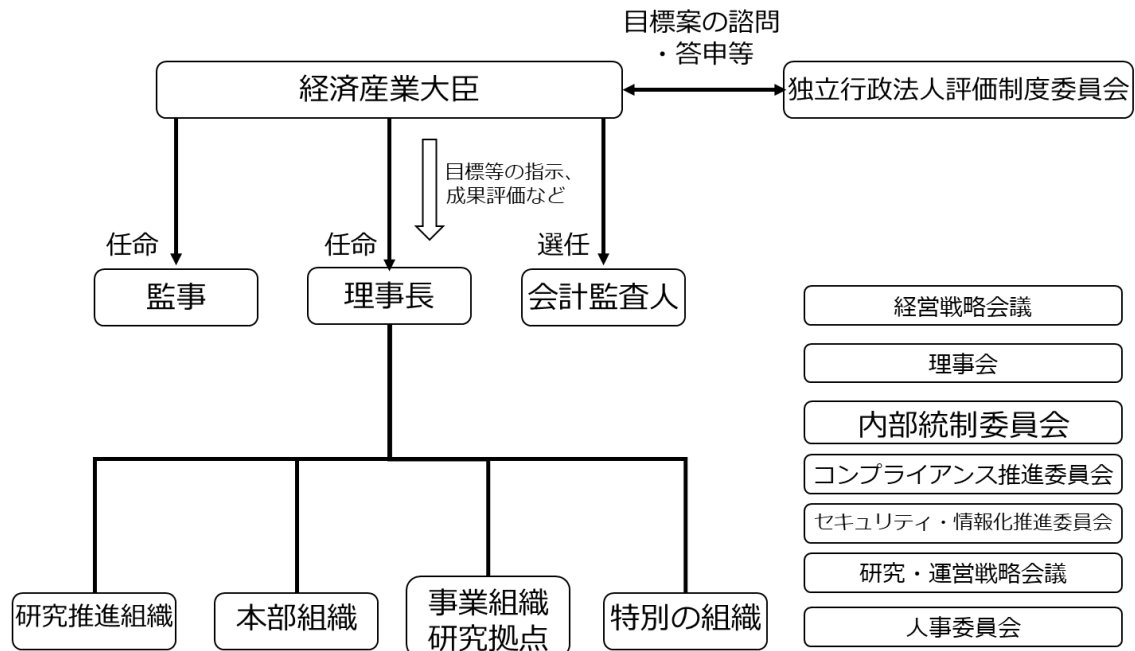 目標案の諮問
・答申等
経済産業大臣
独立行政法人評価制度委員会
目標等の指示、
成果評価など
任命
任命
選任
監事
理事長
会計監査人
経営戦略会議
理事会
内部統制委員会
コンプライアンス推進委員会
セキュリティ・情報化推進委員会
研究・運営戦略会議
人事委員会
研究推進組織
本部組織
事業組織
研究拠点
特別の組織